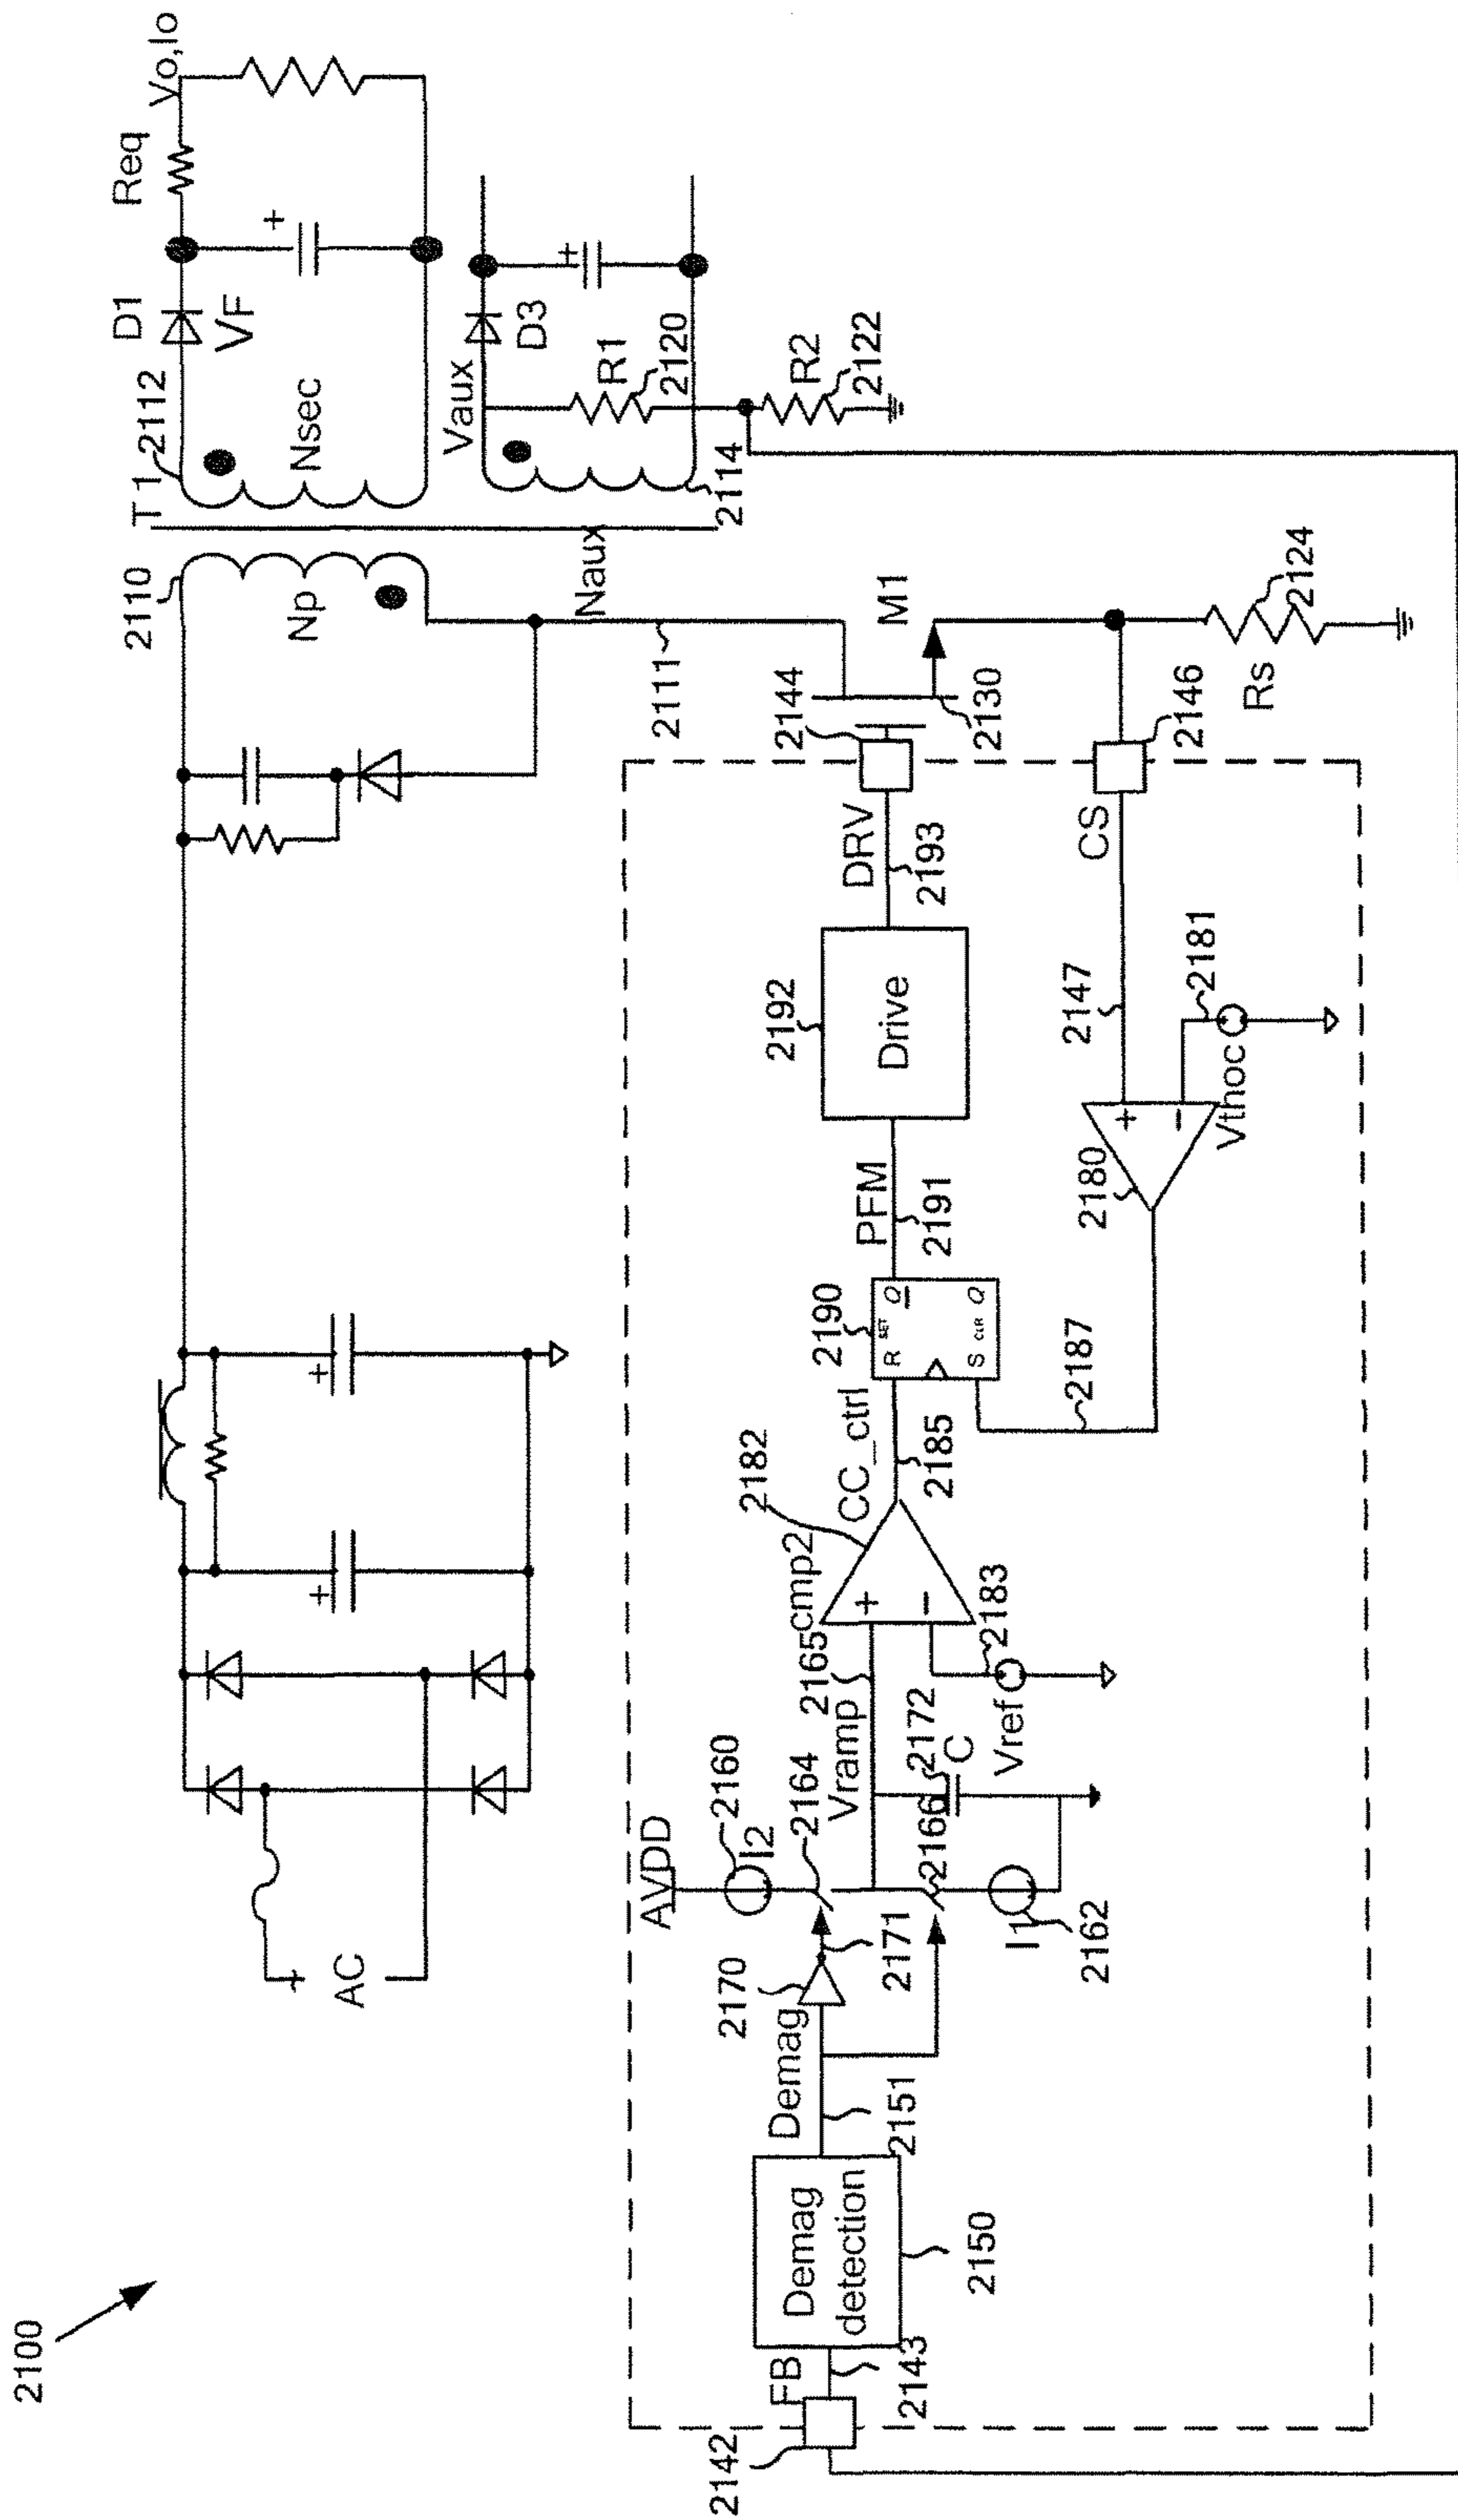 2100
AC
2110
Np
T1
2112
Nsec
D1
VF
Req
Vo,Io
Vaux
D3
R1
2120
2114
R2
2122
Naux
2111
M1
2144
2130
2146
Rs
2124
2142
FB
2143
Demag
detection
2150
2151
Demag
2170
2171
AVDD
2160
I2
2164
2166
I1
2162
Vramp
2165
2172
C
cmp2
2182
Vref
2183
CC_ctrl
2185
2190
R
SET
Q
S
CLR
Q
2187
PFM
2191
2192
Drive
DRV
2193
CS
2147
2180
Vthoc
2181